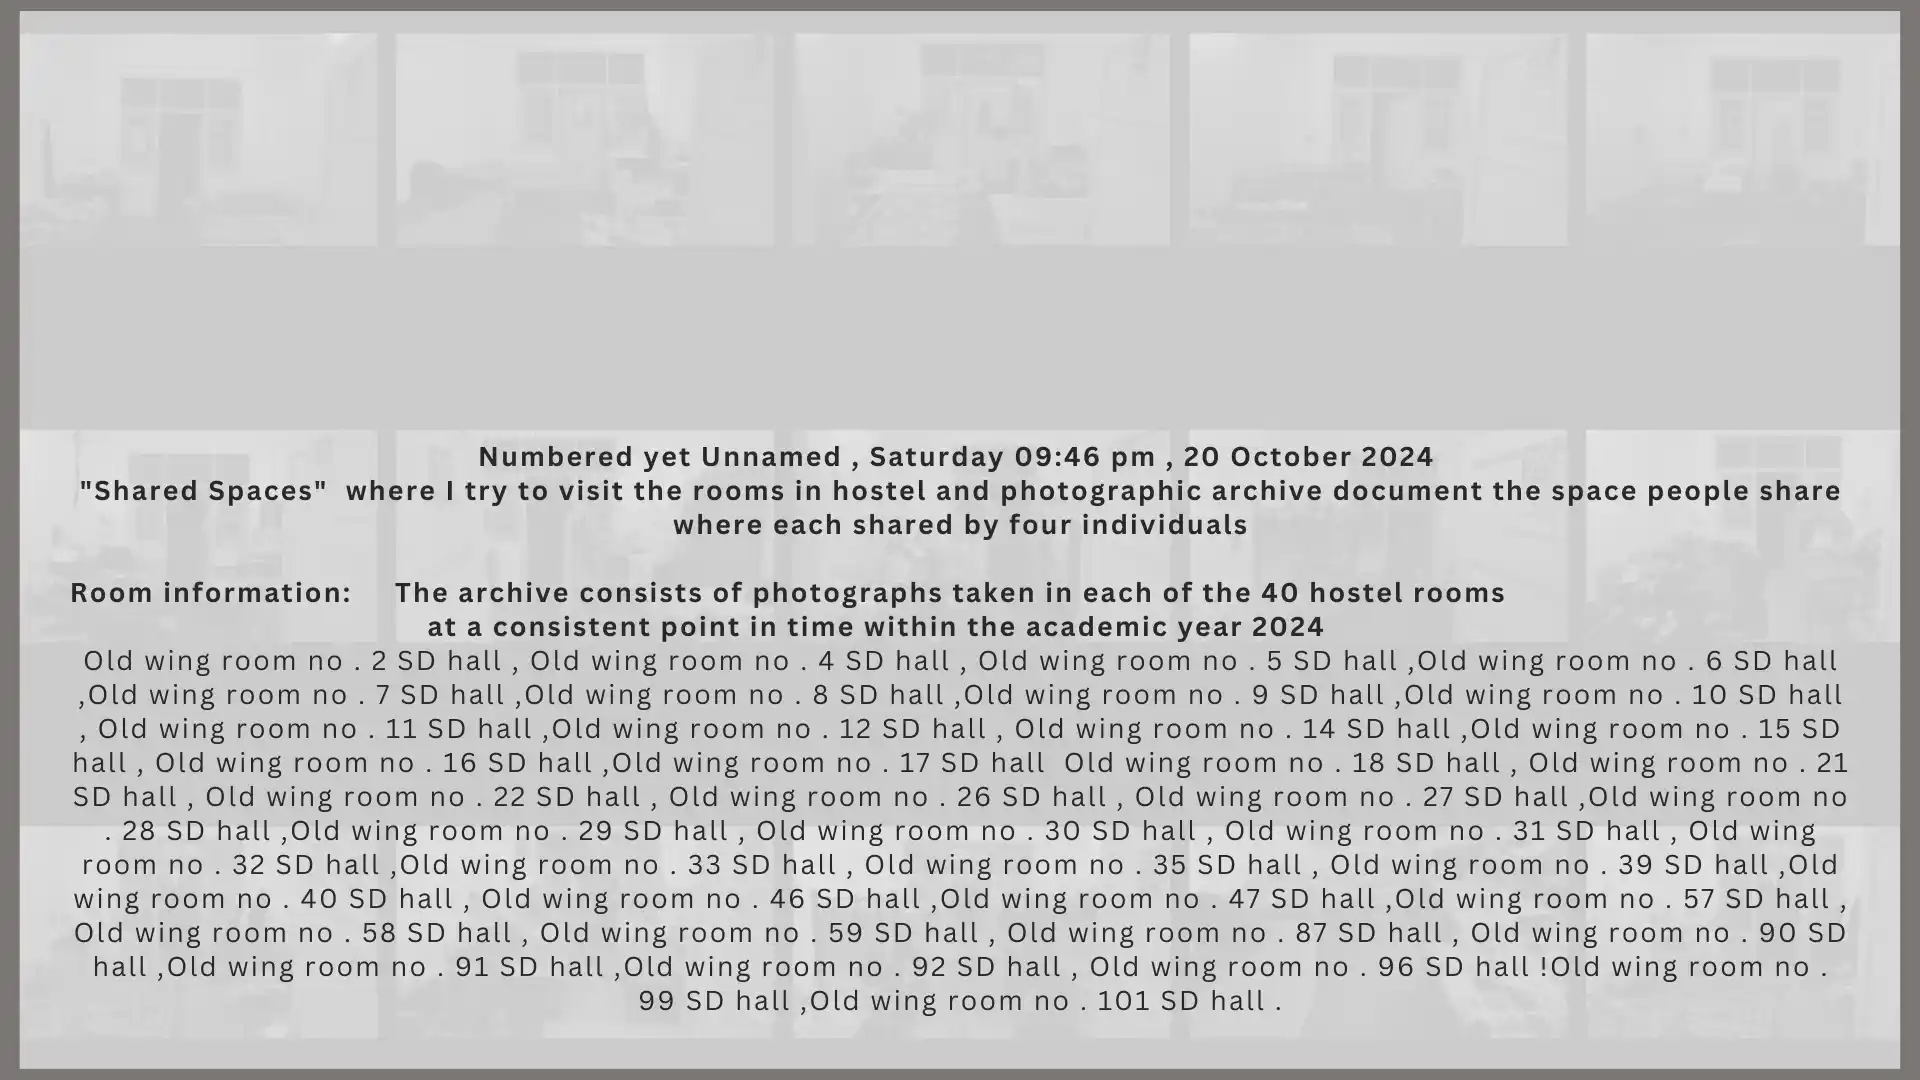 Numbered yet Unnamed , Saturday 09:46 pm , 20 October 2024
"Shared Spaces"  where I try to visit the rooms in hostel and photographic archive document the space people share
where each shared by four individuals
Room information:    The archive consists of photographs taken in each of the 40 hostel rooms
at a consistent point in time within the academic year 2024
Old wing room no . 2 SD hall , Old wing room no . 4 SD hall , Old wing room no . 5 SD hall ,Old wing room no . 6 SD hall
,Old wing room no . 7 SD hall ,Old wing room no . 8 SD hall ,Old wing room no . 9 SD hall ,Old wing room no . 10 SD hall
, Old wing room no . 11 SD hall ,Old wing room no . 12 SD hall , Old wing room no . 14 SD hall ,Old wing room no . 15 SD
hall , Old wing room no . 16 SD hall ,Old wing room no . 17 SD hall  Old wing room no . 18 SD hall , Old wing room no . 21
SD hall , Old wing room no . 22 SD hall , Old wing room no . 26 SD hall , Old wing room no . 27 SD hall ,Old wing room no
. 28 SD hall ,Old wing room no . 29 SD hall , Old wing room no . 30 SD hall , Old wing room no . 31 SD hall , Old wing
room no . 32 SD hall ,Old wing room no . 33 SD hall , Old wing room no . 35 SD hall , Old wing room no . 39 SD hall ,Old
wing room no . 40 SD hall , Old wing room no . 46 SD hall ,Old wing room no . 47 SD hall ,Old wing room no . 57 SD hall ,
Old wing room no . 58 SD hall , Old wing room no . 59 SD hall , Old wing room no . 87 SD hall , Old wing room no . 90 SD
hall ,Old wing room no . 91 SD hall ,Old wing room no . 92 SD hall , Old wing room no . 96 SD hall !Old wing room no .
99 SD hall ,Old wing room no . 101 SD hall .